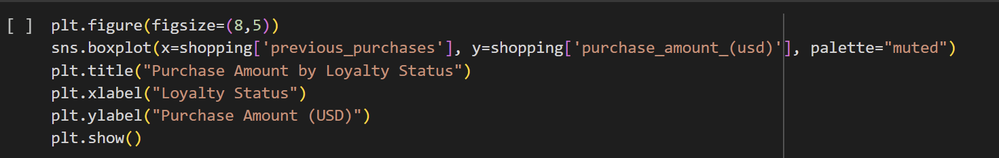 [ ] plt.figure(figsize=(8,5))
sns.boxplot(x=shopping['previous_purchases'], y=shopping['purchase_amount_(usd)'], palette="muted")
plt.title("Purchase Amount by Loyalty Status")
plt.xlabel("Loyalty Status")
plt.ylabel("Purchase Amount (USD)")
plt.show()